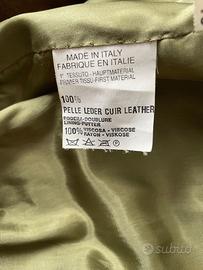 MADE IN ITALY
FABRIQUE EN ITALIE
1° TESSUTO - HAUPTMATERIAL
PRIMER TISSU-FIRST MATERIAL
100%
PELLE LEDER CUIR LEATHER
FODERA-DOUBLURE
LINING-FUTTER
100% VISCOSA - VISCOSE
RAYON - VISKOSE
subito